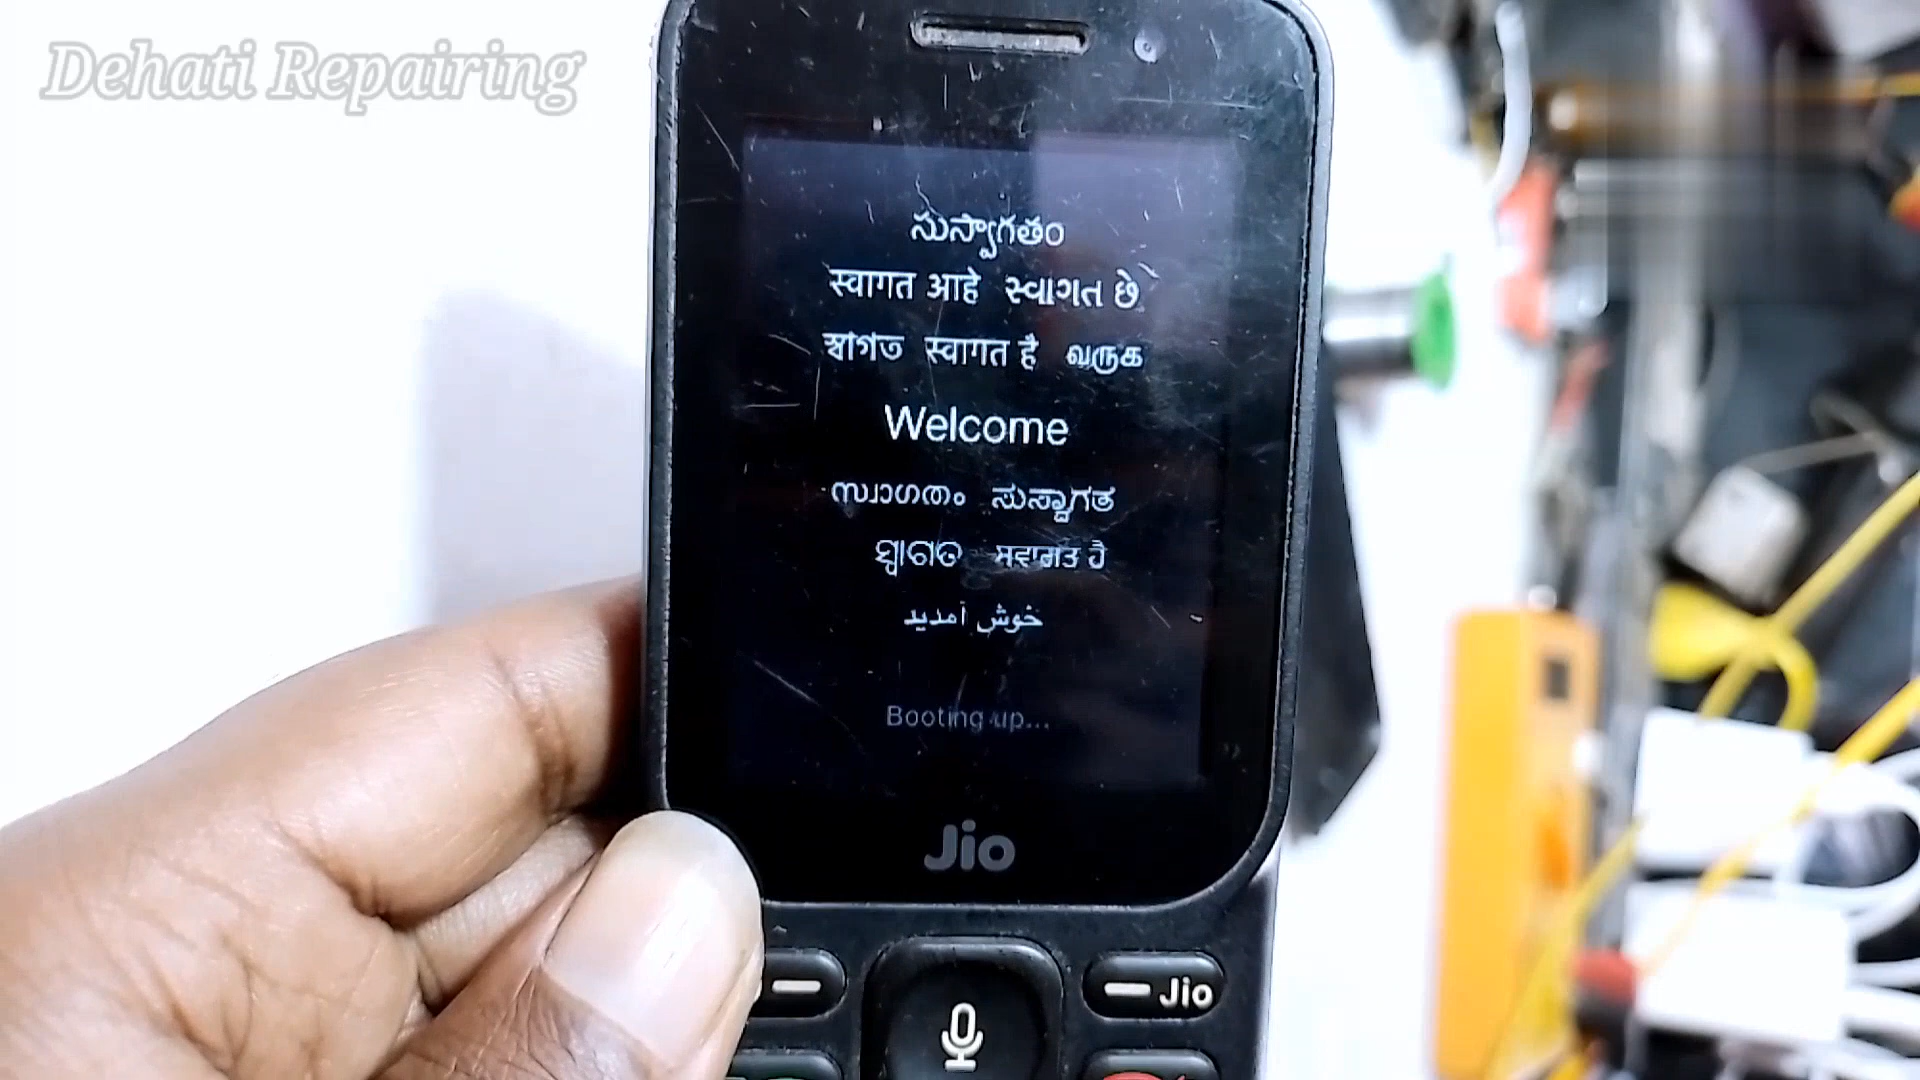 Dehati Repairing
సుస్వాగతం
स्वागत आहे સ્વાગત છે
স্বাগত स्वागत है வருக
Welcome
സ്വാഗതം ಸುಸ್ವಾಗತ
ସ୍ୱାଗତ ਸਵਾਗਤ ਹੈ
خوش آمدید
Booting up...
Jio
Jio